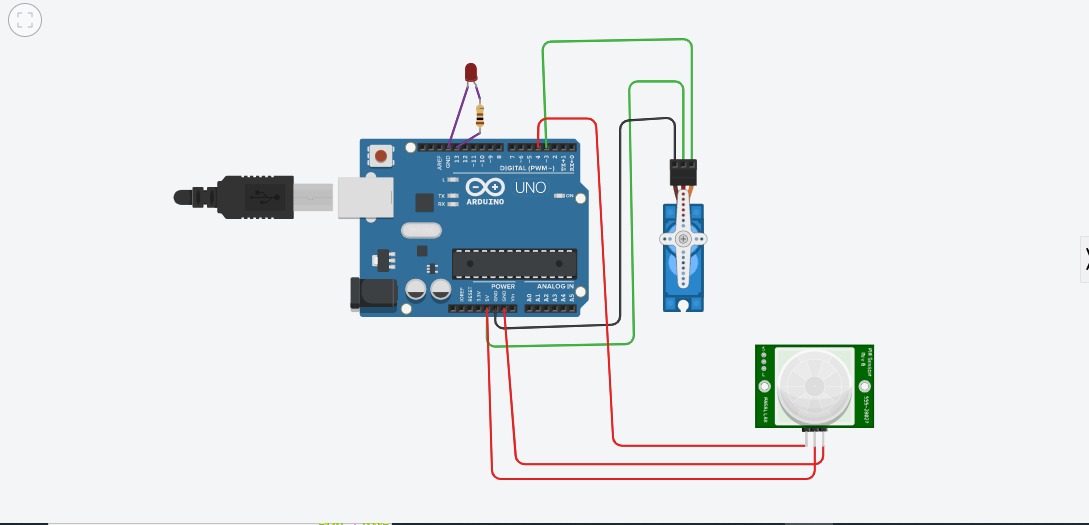 AREF
GND
13
12
~11
~10
~9
8
7
~6
~5
4
~3
2
TX→1
RX←0
DIGITAL (PWM~)
L
TX
RX
ARDUINO
UNO
ON
POWER
ANALOG IN
IOREF
RESET
3.3V
5V
GND
GND
Vin
A0
A1
A2
A3
A4
A5
PIR Sensor
Rev B
555-28027
PARALLAX